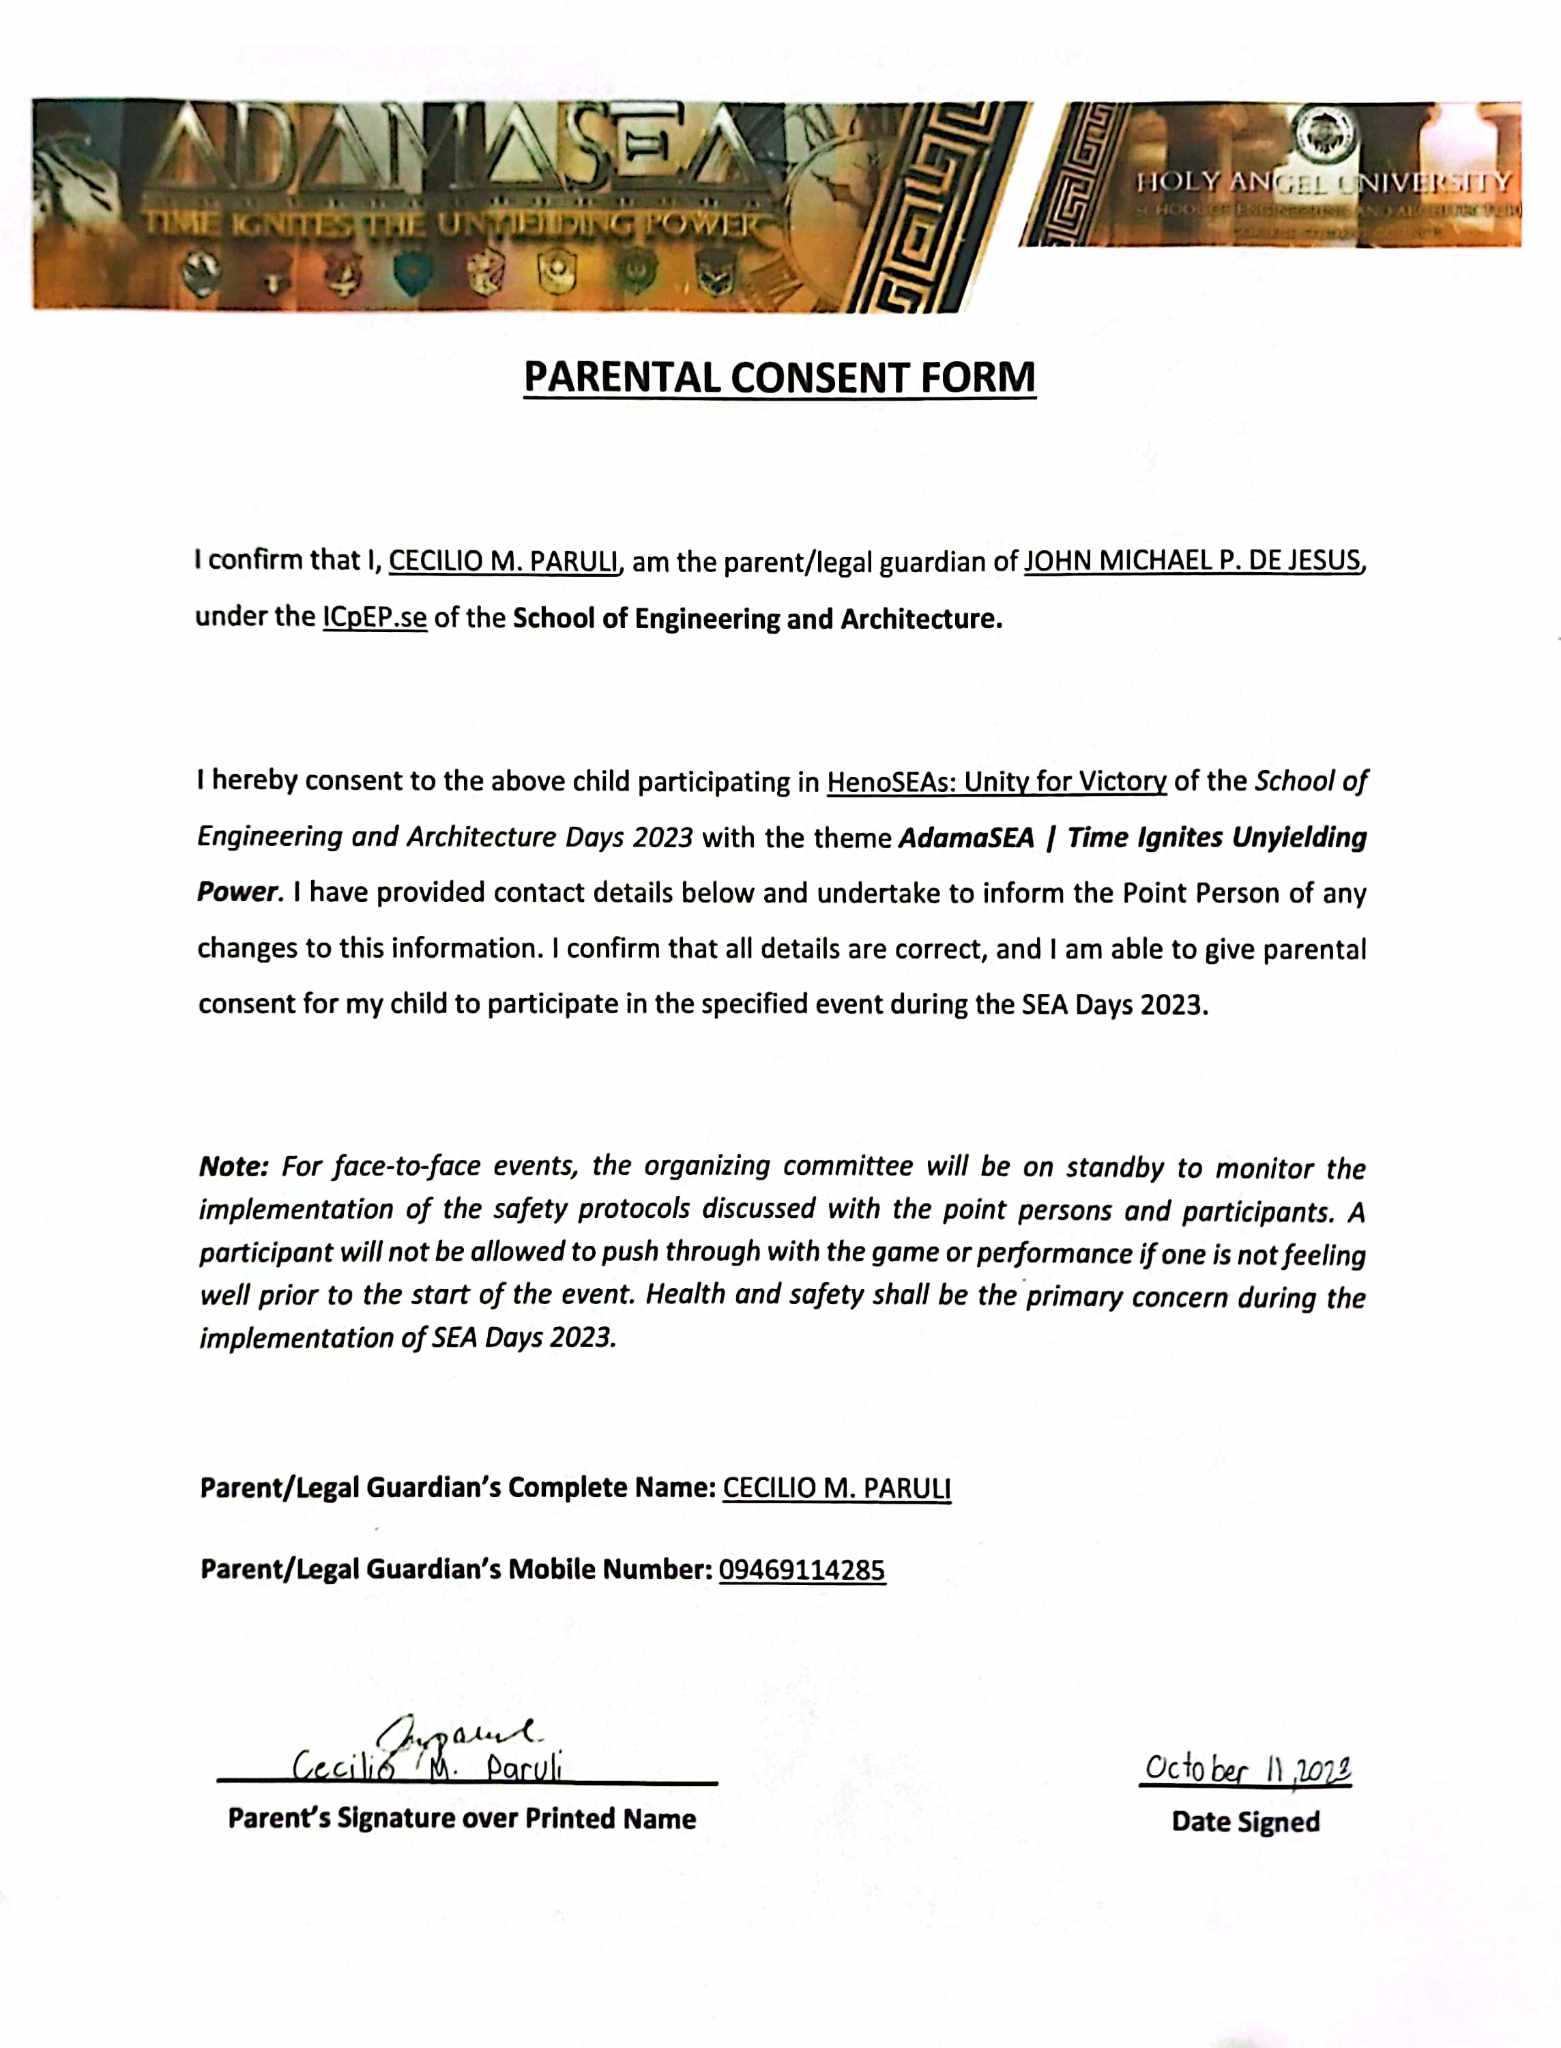 ADAMASEA
TIME IGNITES THE UNYIELDING POWER
HOLY ANGEL UNIVERSITY
SCHOOL OF ENGINEERING AND ARCHITECTURE
PARENTAL CONSENT FORM
I confirm that I, CECILIO M. PARULI, am the parent/legal guardian of JOHN MICHAEL P. DE JESUS,
under the ICpEP.se of the School of Engineering and Architecture.
I hereby consent to the above child participating in HenoSEAs: Unity for Victory of the School of
Engineering and Architecture Days 2023 with the theme AdamaSEA | Time Ignites Unyielding
Power. I have provided contact details below and undertake to inform the Point Person of any
changes to this information. I confirm that all details are correct, and I am able to give parental
consent for my child to participate in the specified event during the SEA Days 2023.
Note: For face-to-face events, the organizing committee will be on standby to monitor the
implementation of the safety protocols discussed with the point persons and participants. A
participant will not be allowed to push through with the game or performance if one is not feeling
well prior to the start of the event. Health and safety shall be the primary concern during the
implementation of SEA Days 2023.
Parent/Legal Guardian's Complete Name: CECILIO M. PARULI
Parent/Legal Guardian's Mobile Number: 09469114285
Cecilio M. Paruli
October 11, 2023
Parent's Signature over Printed Name
Date Signed